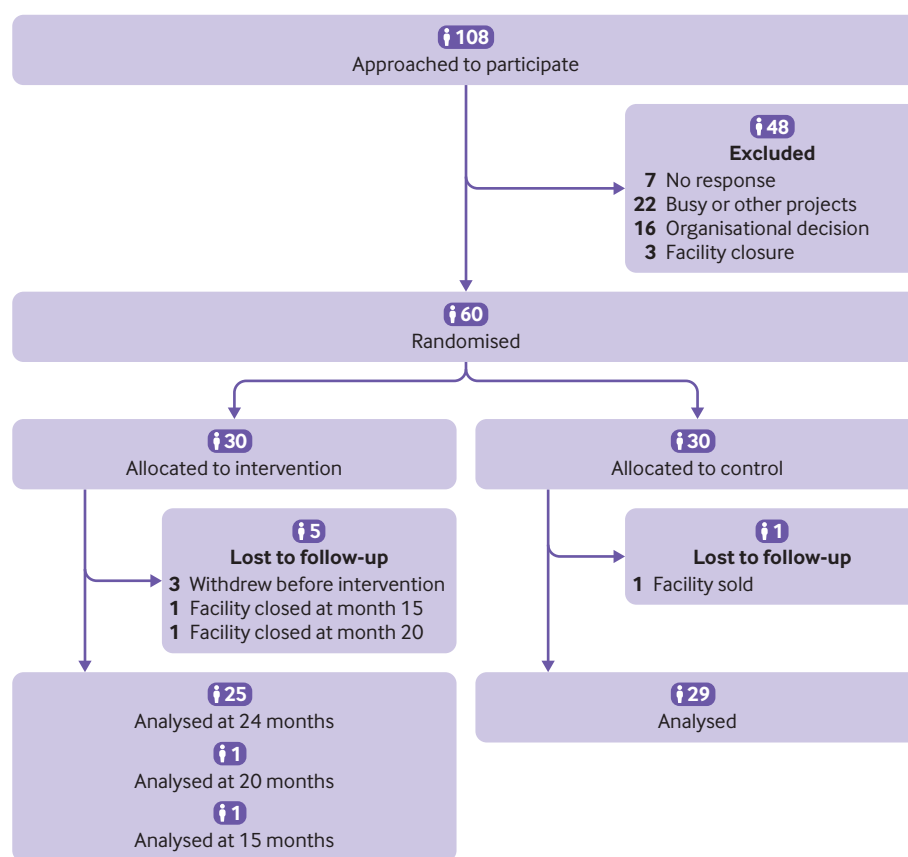 108
Approached to participate
48
Excluded
7 No response
22 Busy or other projects
16 Organisational decision
3 Facility closure
60
Randomised
30
Allocated to intervention
30
Allocated to control
5
Lost to follow-up
3 Withdrew before intervention
1 Facility closed at month 15
1 Facility closed at month 20
1
Lost to follow-up
1 Facility sold
25
Analysed at 24 months
1
Analysed at 20 months
1
Analysed at 15 months
29
Analysed